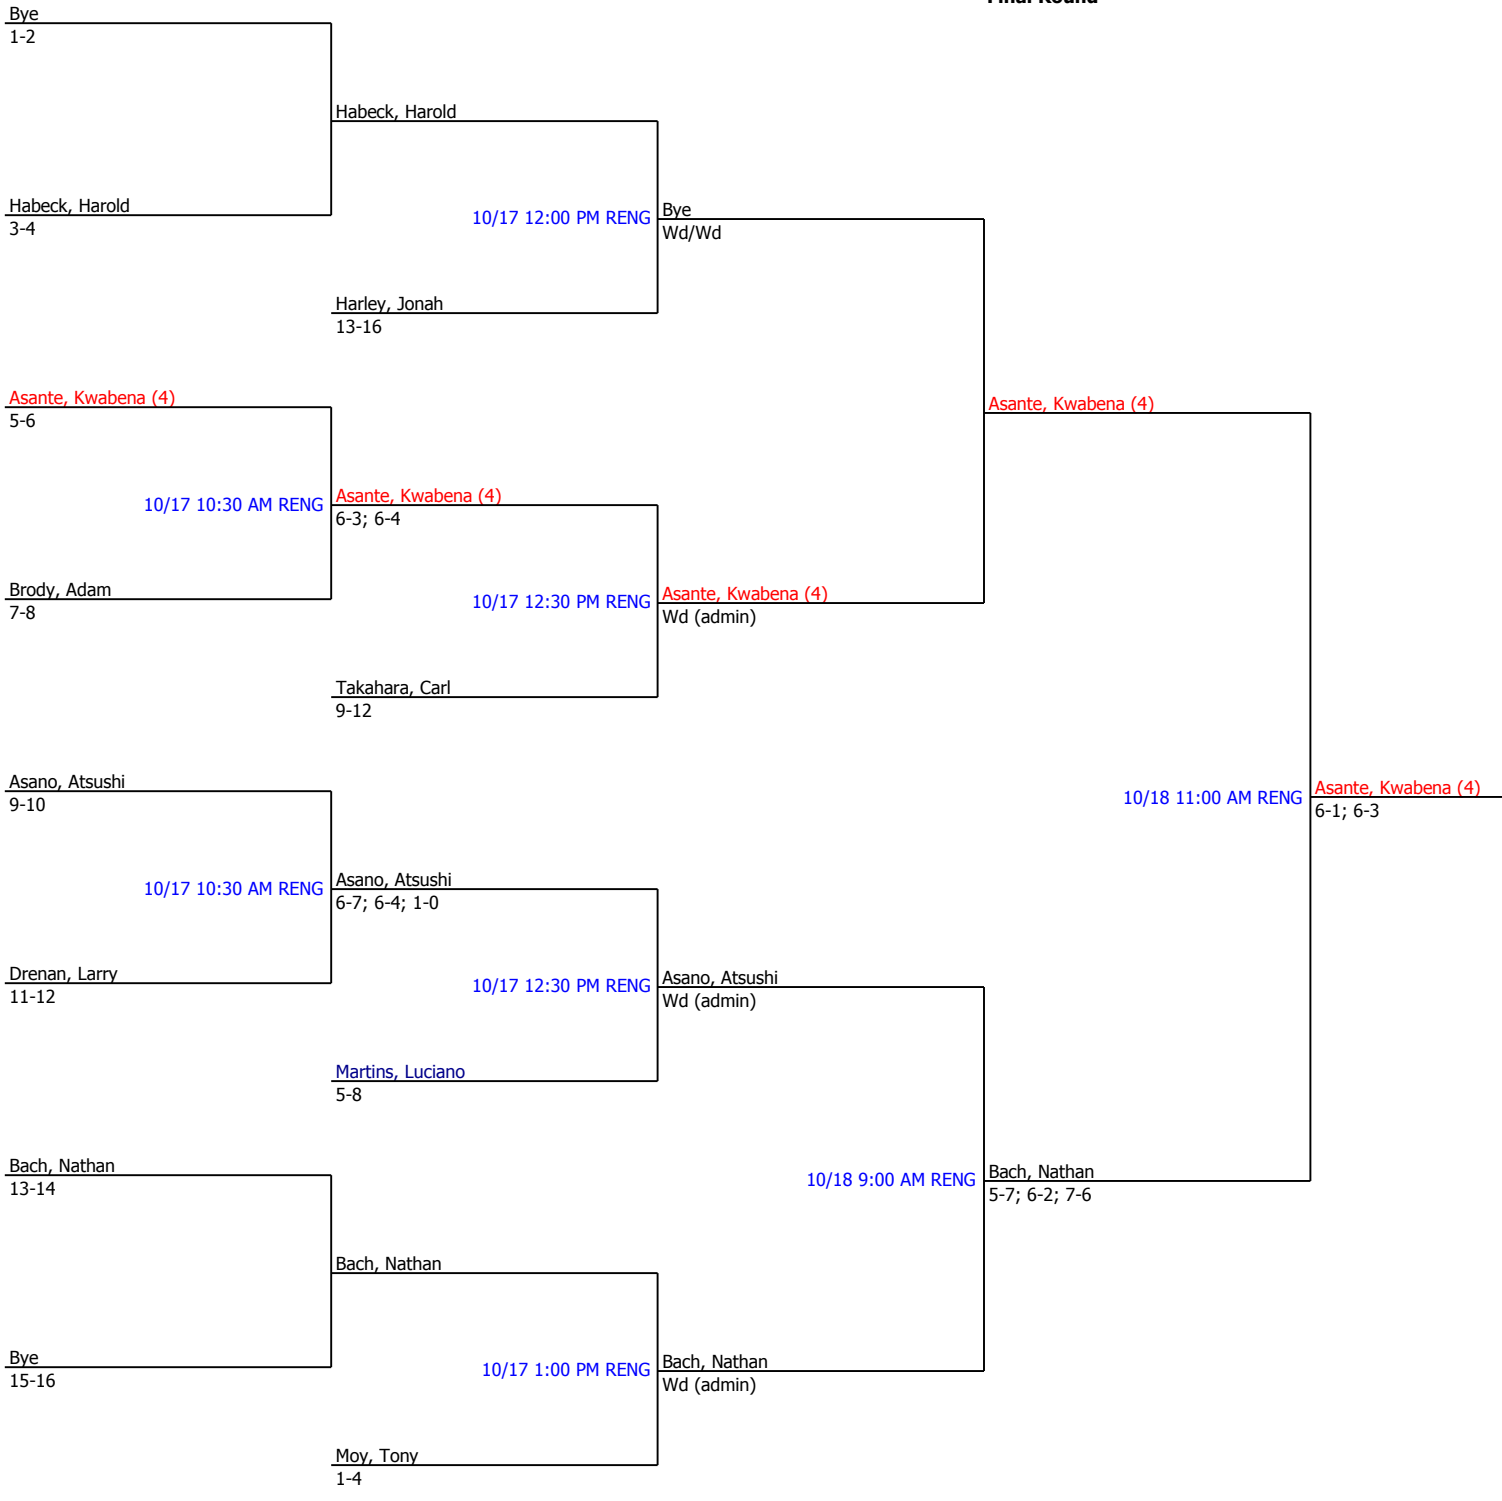 Final Round
Bye
1-2
Habeck, Harold
Habeck, Harold
3-4
10/17 12:00 PM RENG
Bye
Wd/Wd
Harley, Jonah
13-16
Asante, Kwabena (4)
5-6
Asante, Kwabena (4)
10/17 10:30 AM RENG
Asante, Kwabena (4)
6-3; 6-4
Brody, Adam
7-8
10/17 12:30 PM RENG
Asante, Kwabena (4)
Wd (admin)
Takahara, Carl
9-12
Asano, Atsushi
9-10
10/18 11:00 AM RENG
Asante, Kwabena (4)
6-1; 6-3
10/17 10:30 AM RENG
Asano, Atsushi
6-7; 6-4; 1-0
Drenan, Larry
11-12
10/17 12:30 PM RENG
Asano, Atsushi
Wd (admin)
Martins, Luciano
5-8
Bach, Nathan
13-14
10/18 9:00 AM RENG
Bach, Nathan
5-7; 6-2; 7-6
Bach, Nathan
Bye
15-16
10/17 1:00 PM RENG
Bach, Nathan
Wd (admin)
Moy, Tony
1-4